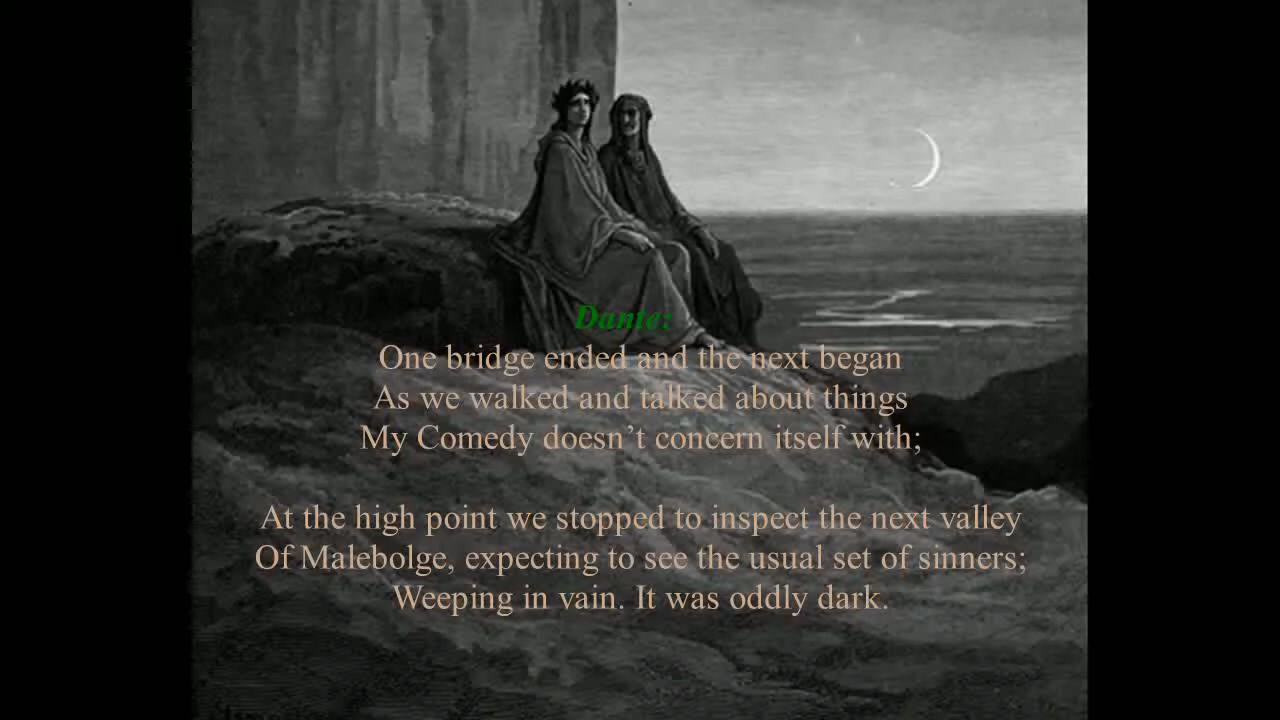 Dante:
One bridge ended and the next began
As we walked and talked about things
My Comedy doesn’t concern itself with;
At the high point we stopped to inspect the next valley
Of Malebolge, expecting to see the usual set of sinners;
Weeping in vain. It was oddly dark.